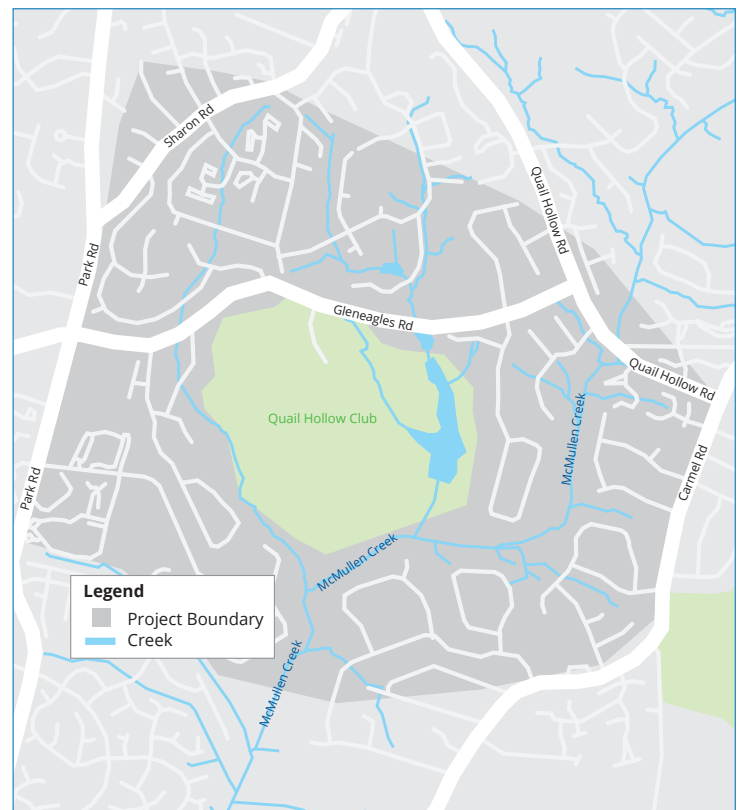 Sharon Rd
Quail Hollow Rd
Park Rd
Gleneagles Rd
Quail Hollow Rd
Quail Hollow Club
McMullen Creek
Carmel Rd
Park Rd
McMullen Creek
Legend
Project Boundary
Creek
McMullen Creek